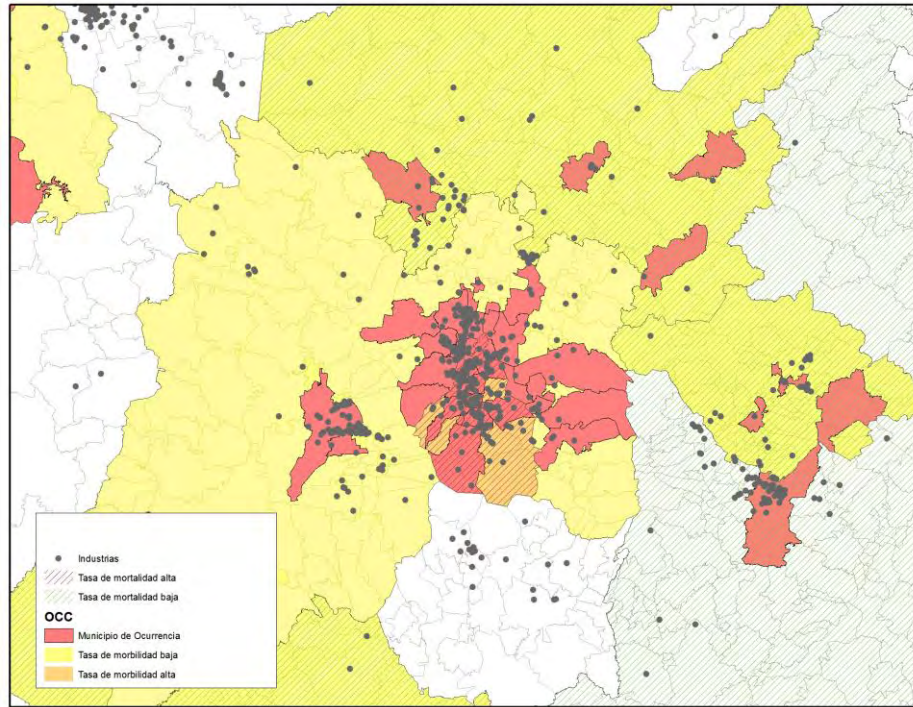 Industrias
Tasa de mortalidad alta
Tasa de mortalidad baja
OCC
Municipio de Ocurrencia
Tasa de morbilidad baja
Tasa de morbilidad alta